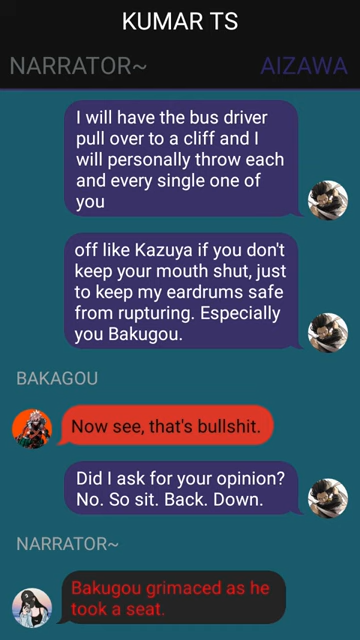 KUMAR TS
NARRATOR~ AIZAWA
I will have the bus driver
pull over to a cliff and I
will personally throw each
and every single one of
you
off like Kazuya if you don't
keep your mouth shut, just
to keep my eardrums safe
from rupturing. Especially
you Bakugou.
BAKAGOU
Now see, that's bullshit.
Did I ask for your opinion?
No. So sit. Back. Down.
NARRATOR~
Bakugou grimaced as he
took a seat.